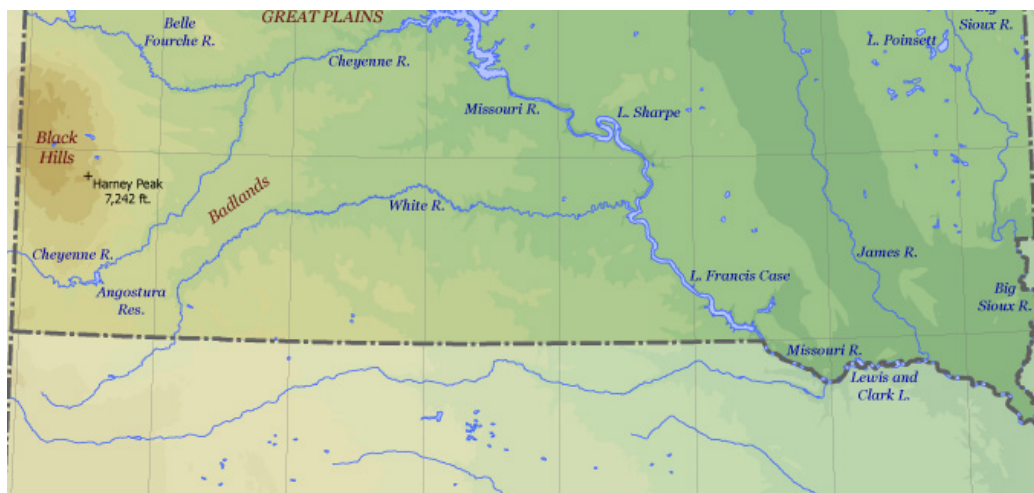 GREAT PLAINS
Belle
Fourche R.
Big
Sioux R.
L. Poinsett
Cheyenne R.
Missouri R.
L. Sharpe
Black
Hills
Harney Peak
7,242 ft.
Badlands
White R.
Cheyenne R.
James R.
L. Francis Case
Angostura
Res.
Big
Sioux R.
Missouri R.
Lewis and
Clark L.